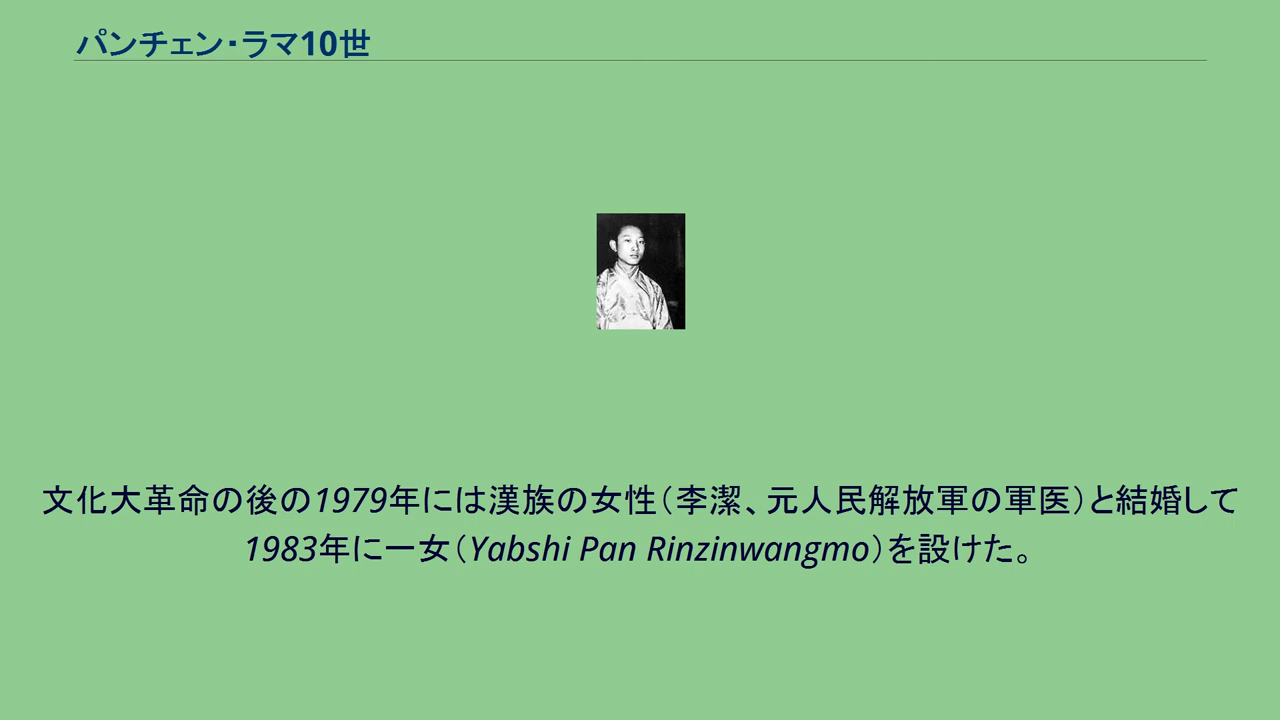 パンチェン・ラマ10世
文化大革命の後の1979年には漢族の女性（李潔、元人民解放軍の軍医）と結婚して
1983年に一女（Yabshi Pan Rinzinwangmo）を設けた。